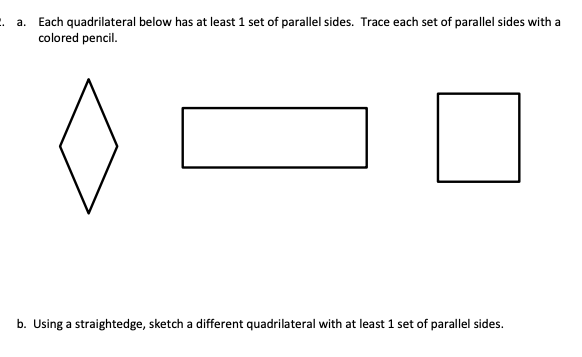 . a. Each quadrilateral below has at least 1 set of parallel sides. Trace each set of parallel sides with a
colored pencil.
b. Using a straightedge, sketch a different quadrilateral with at least 1 set of parallel sides.